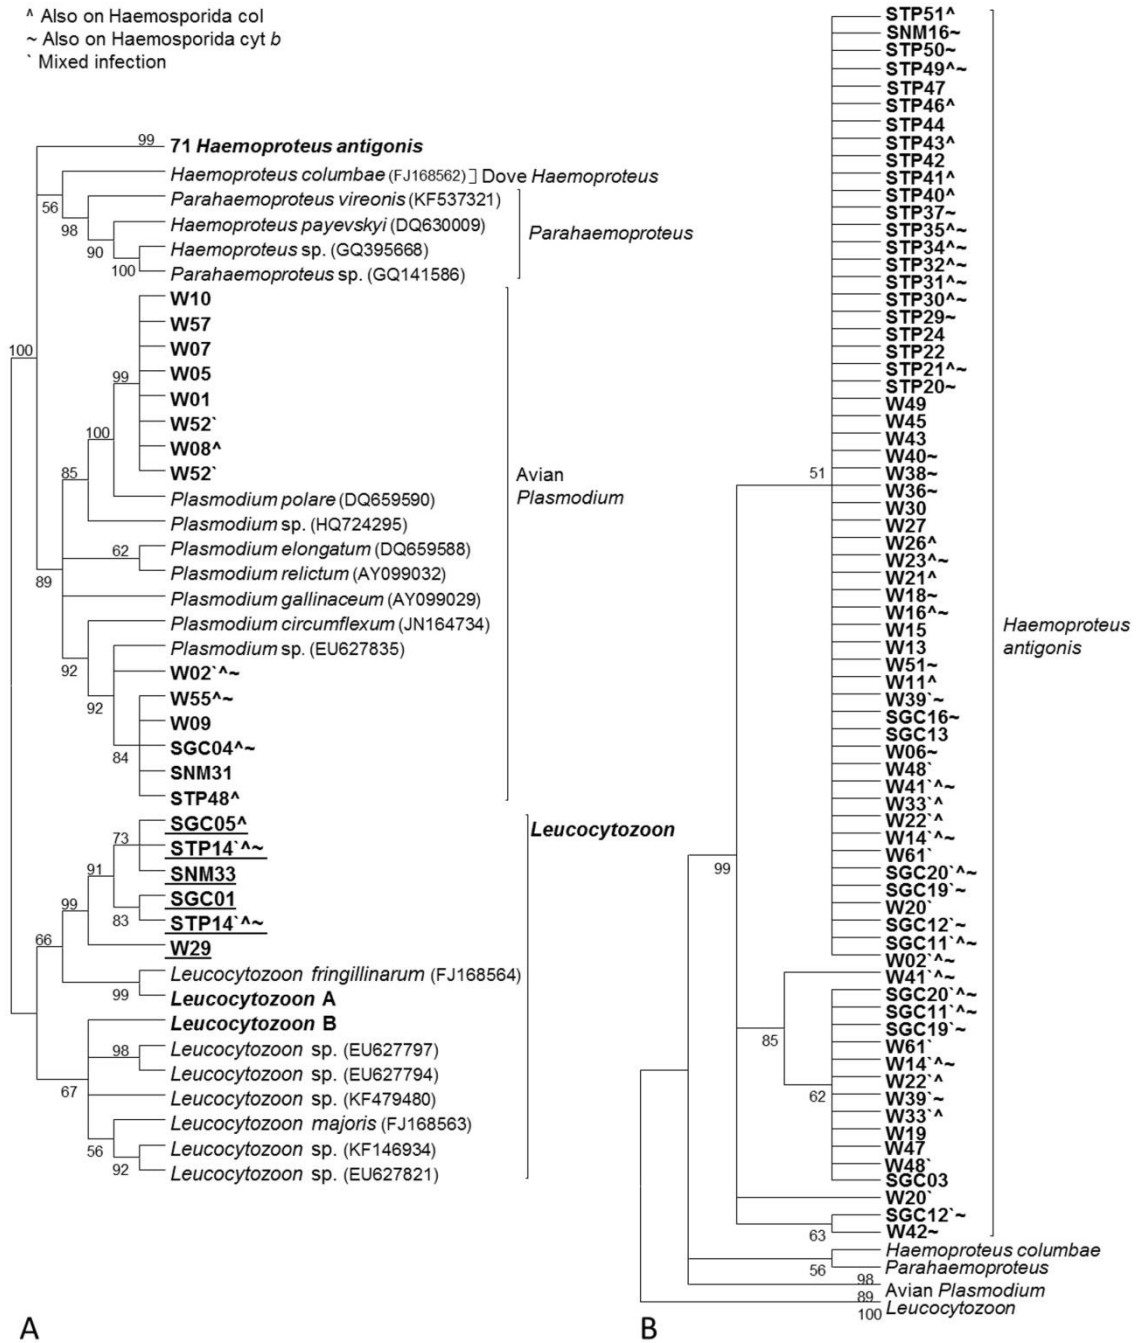 ^ Also on Haemosporida coI
~ Also on Haemosporida cyt b
` Mixed infection
99
71 Haemoproteus antigonis
Haemoproteus columbae (FJ168562) ] Dove Haemoproteus
56
Parahaemoproteus vireonis (KF537321)
98
Haemoproteus payevskyi (DQ630009)
Parahaemoproteus
90
Haemoproteus sp. (GQ395668)
100
Parahaemoproteus sp. (GQ141586)
W10
W57
100
W07
99
W05
W01
W52`
100
W08^
85
W52`
Avian
Plasmodium
Plasmodium polare (DQ659590)
Plasmodium sp. (HQ724295)
62
Plasmodium elongatum (DQ659588)
89
Plasmodium relictum (AY099032)
Plasmodium gallinaceum (AY099029)
Plasmodium circumflexum (JN164734)
92
Plasmodium sp. (EU627835)
W02`^~
92
W55^~
W09
84
SGC04^~
SNM31
STP48^
73
SGC05^
Leucocytozoon
STP14`^~
91
SNM33
99
SGC01
83
STP14`^~
66
W29
Leucocytozoon fringillinarum (FJ168564)
99
Leucocytozoon A
Leucocytozoon B
98
Leucocytozoon sp. (EU627797)
Leucocytozoon sp. (EU627794)
67
Leucocytozoon sp. (KF479480)
Leucocytozoon majoris (FJ168563)
56
Leucocytozoon sp. (KF146934)
92
Leucocytozoon sp. (EU627821)
A
STP51^
SNM16~
STP50~
STP49^~
STP47
STP46^
STP44
STP43^
STP42
STP41^
STP40^
STP37~
STP35^~
STP34^~
STP32^~
STP31^~
STP30^~
STP29~
STP24
STP22
STP21^~
STP20~
W49
W45
W43
W40~
51
W38~
W36~
W30
W27
W26^
W23^~
W21^
W18~
W16^~
W15
Haemoproteus
antigonis
W13
W51~
W11^
W39`~
SGC16~
SGC13
W06~
W48`
W41`^~
W33`^
W22`^
W14`^~
99
W61`
SGC20`^~
SGC19`~
W20`
SGC12`~
SGC11`^~
W02`^~
W41`^~
SGC20`^~
SGC11`^~
85
SGC19`~
W61`
W14`^~
62
W22`^
W39`~
W33`^
W19
W47
W48`
SGC03
W20`
SGC12`~
63
W42~
Haemoproteus columbae
56
Parahaemoproteus
98
Avian Plasmodium
89
Leucocytozoon
100
B